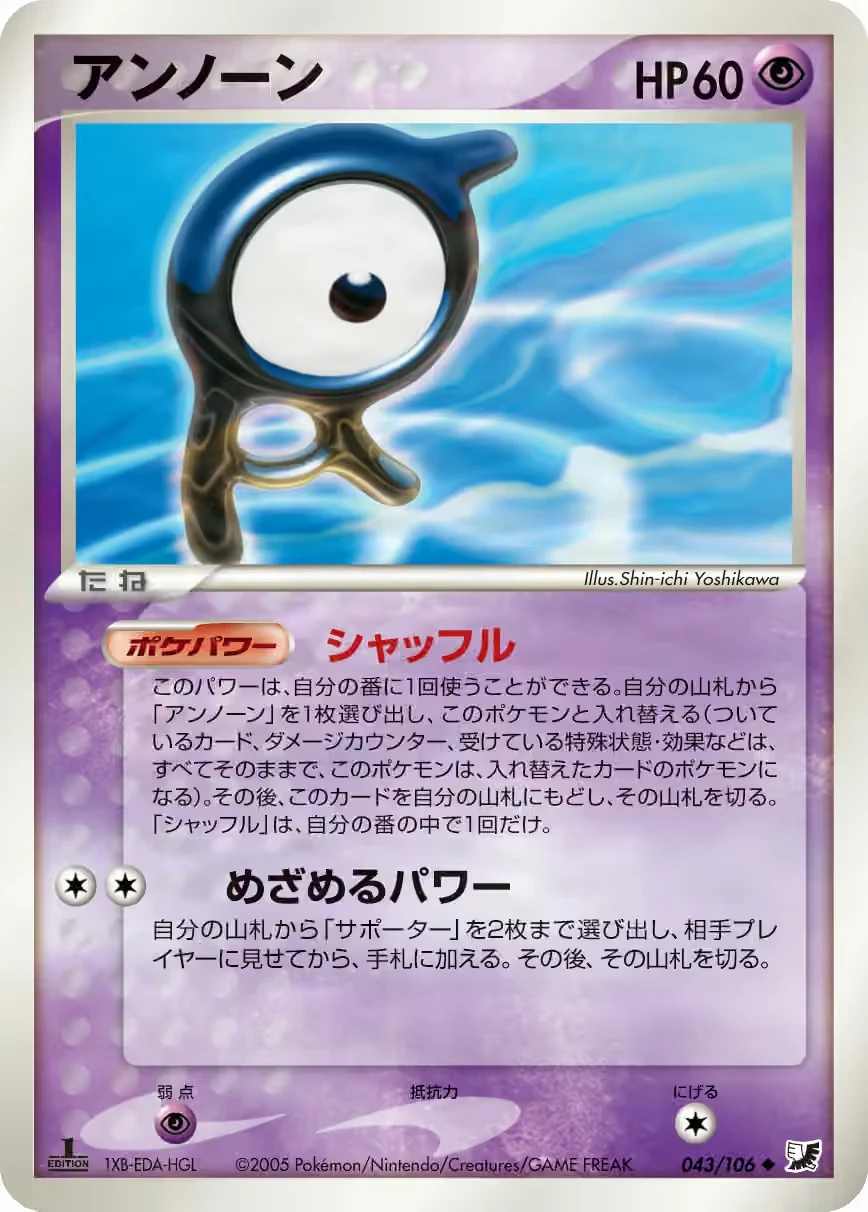 アンノーン HP60
たね Illus.Shin-ichi Yoshikawa
ポケパワー シャッフル
このパワーは、自分の番に1回使うことができる。自分の山札から
「アンノーン」を1枚選び出し、このポケモンと入れ替える（ついて
いるカード、ダメージカウンター、受けている特殊状態・効果などは、
すべてそのままで、このポケモンは、入れ替えたカードのポケモンに
なる）。その後、このカードを自分の山札にもどし、その山札を切る。
「シャッフル」は、自分の番の中で1回だけ。
めざめるパワー
自分の山札から「サポーター」を2枚まで選び出し、相手プレ
イヤーに見せてから、手札に加える。その後、その山札を切る。
弱点 抵抗力 にげる
1 EDITION 1XB-EDA-HGL ©2005 Pokémon/Nintendo/Creatures/GAME FREAK. 043/106 ◆